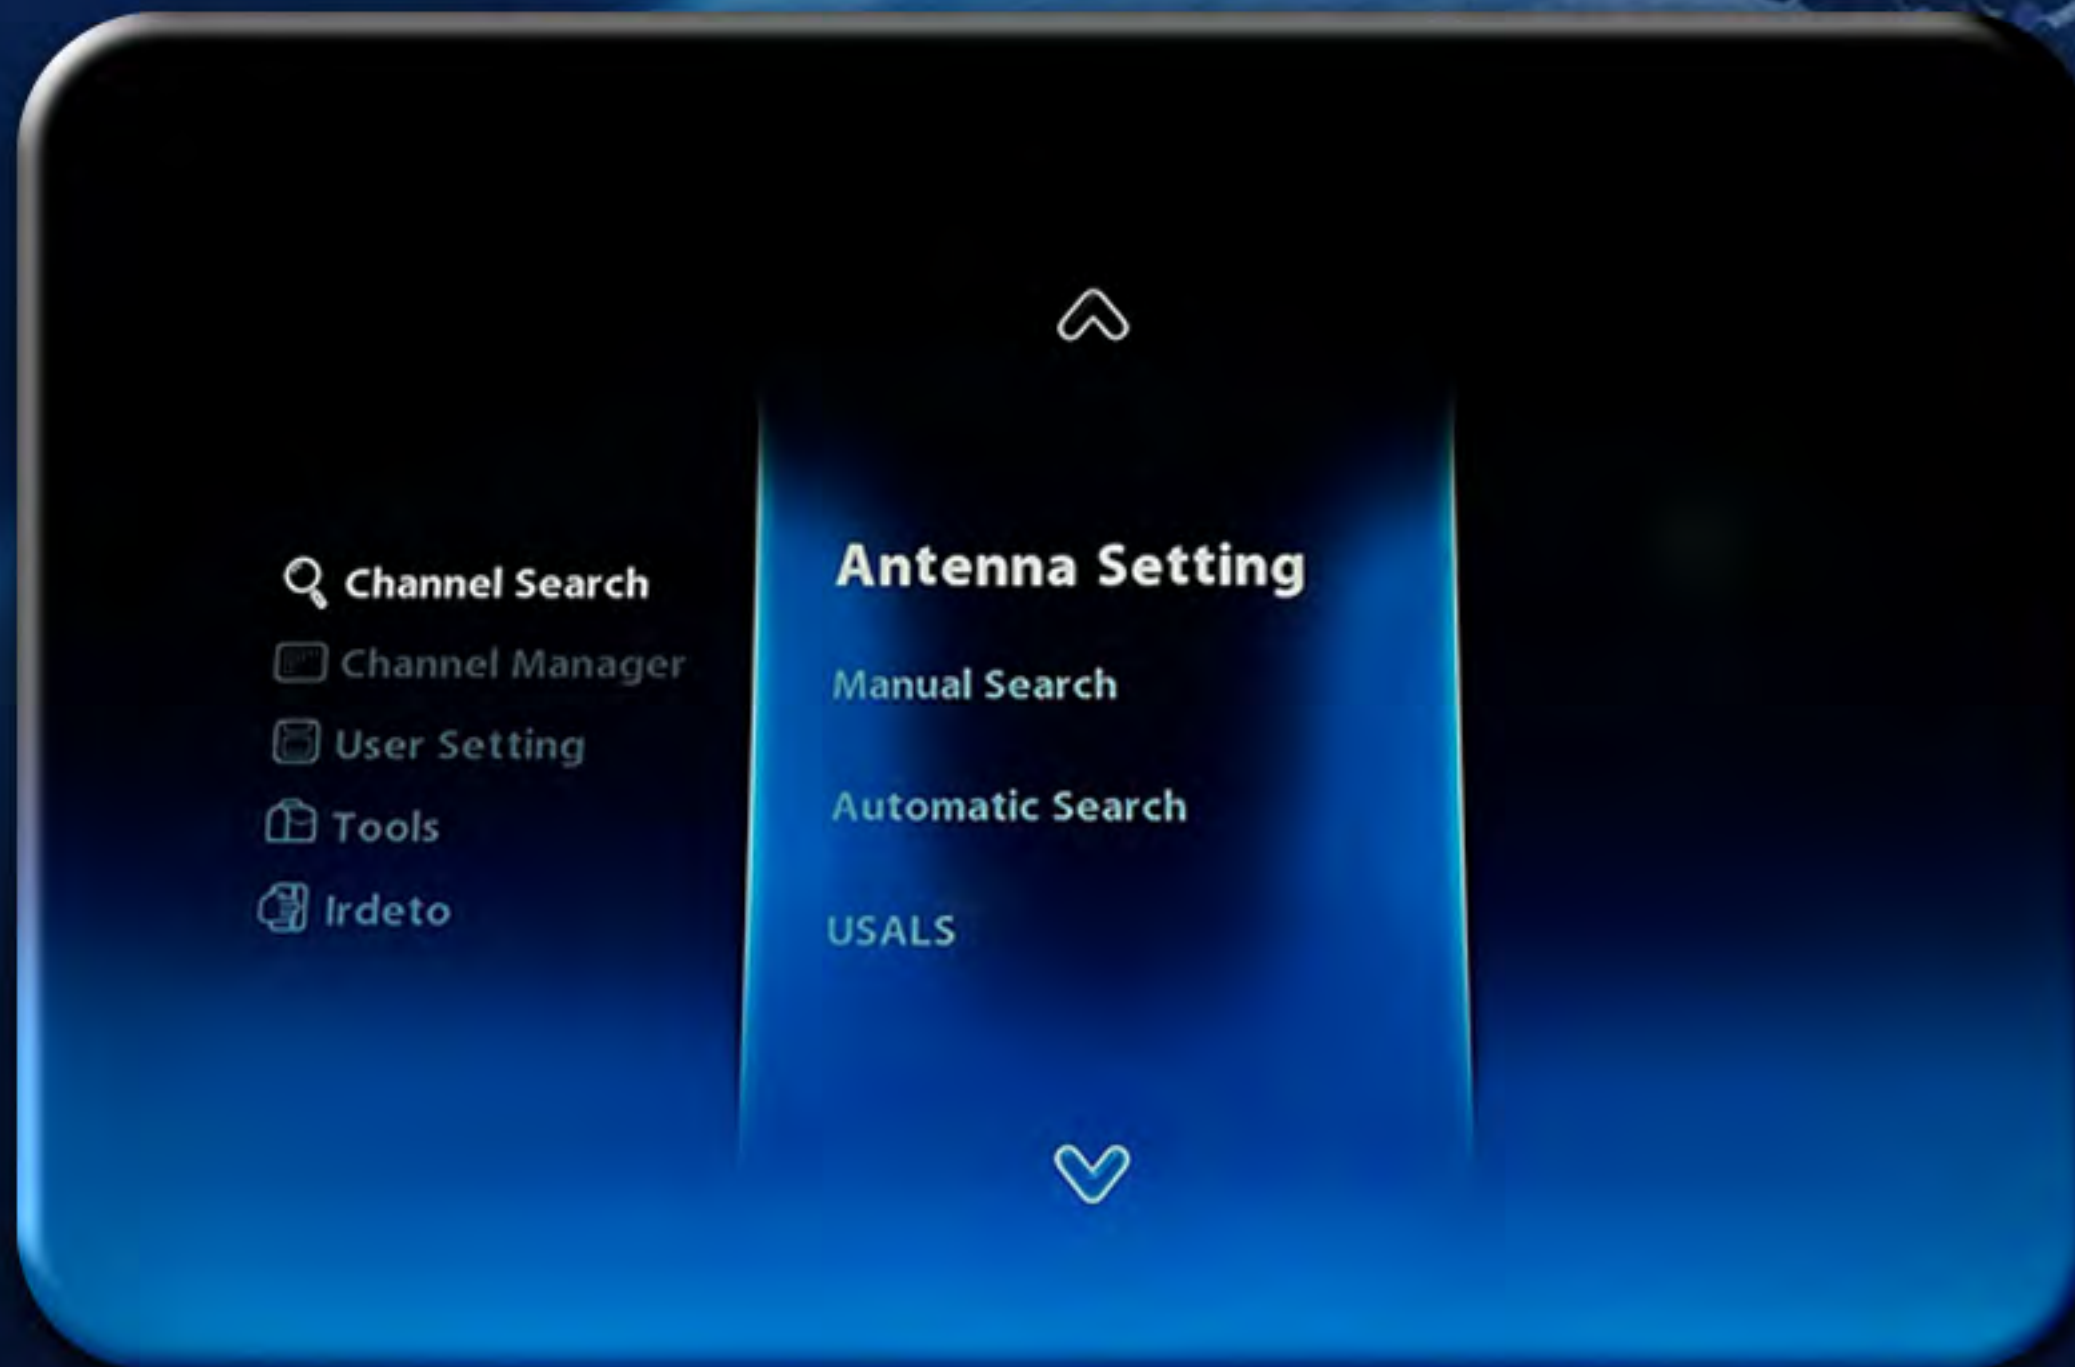 Channel Search
Channel Manager
User Setting
Tools
Irdeto
Antenna Setting
Manual Search
Automatic Search
USALS